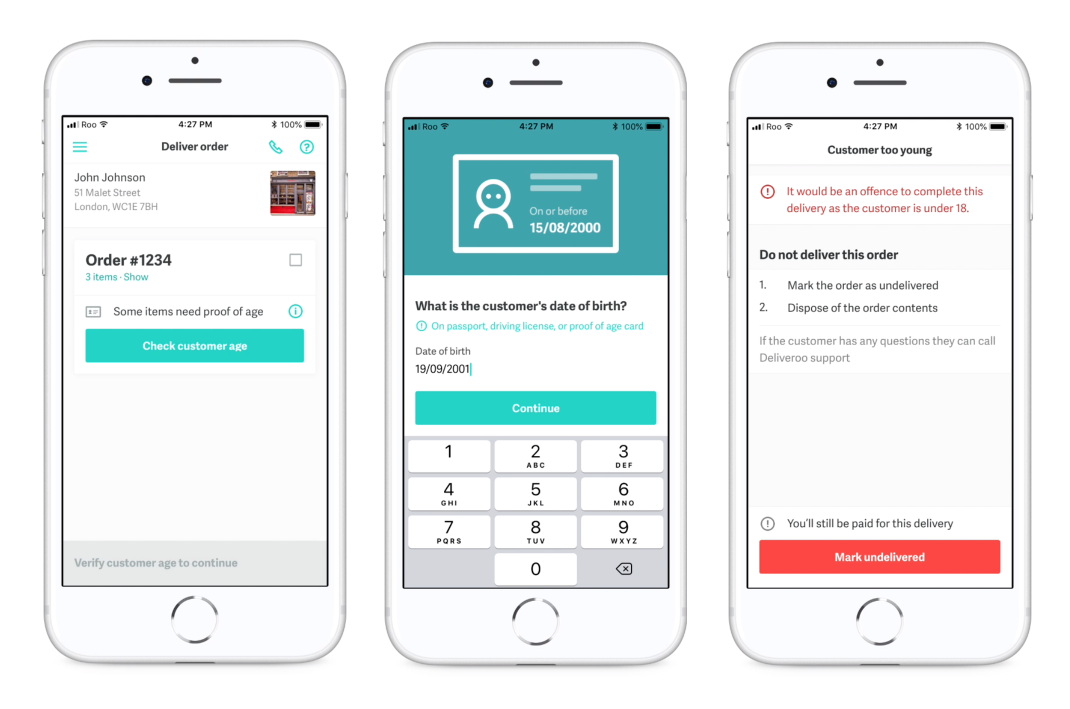 Roo 4:27 PM 100%
Deliver order
John Johnson
51 Malet Street
London, WC1E 7BH
Order #1234
3 items · Show
Some items need proof of age
Check customer age
Verify customer age to continue
Roo 4:27 PM 100%
On or before
15/08/2000
What is the customer's date of birth?
On passport, driving license, or proof of age card
Date of birth
19/09/2001
Continue
1 2 3
ABC DEF
4 5 6
GHI JKL MNO
7 8 9
PQRS TUV WXYZ
0
Roo 4:27 PM 100%
Customer too young
It would be an offence to complete this
delivery as the customer is under 18.
Do not deliver this order
1. Mark the order as undelivered
2. Dispose of the order contents
If the customer has any questions they can call
Deliveroo support
You'll still be paid for this delivery
Mark undelivered